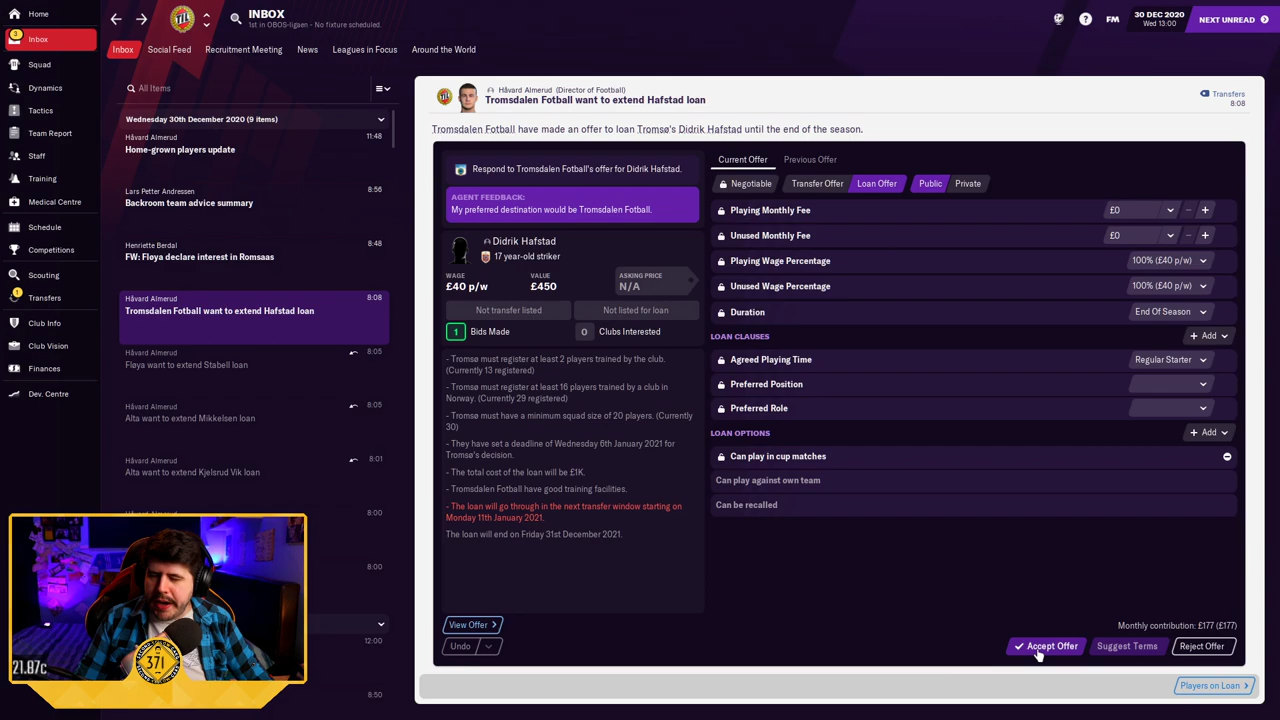 Home
INBOX
1st in OBOS-ligaen - No fixture scheduled.
FM
30 DEC 2020
Wed 13:00
NEXT UNREAD
3
Inbox
Inbox
Social Feed
Recruitment Meeting
News
Leagues in Focus
Around the World
Squad
Dynamics
Tactics
Team Report
Staff
Training
Medical Centre
Schedule
Competitions
Scouting
1
Transfers
Club Info
Club Vision
Finances
Dev. Centre
All Items
Wednesday 30th December 2020 (9 items)
Håvard Almerud 11:48
Home-grown players update
Lars Petter Andressen 8:56
Backroom team advice summary
Henriette Berdal 8:48
FW: Fløya declare interest in Romsaas
Håvard Almerud 8:08
Tromsdalen Fotball want to extend Hafstad loan
Håvard Almerud 8:05
Fløya want to extend Stabell loan
Håvard Almerud 8:05
Alta want to extend Mikkelsen loan
Håvard Almerud 8:01
Alta want to extend Kjelsrud Vik loan
8:00
8:00
12:00
8:50
Håvard Almerud (Director of Football)
Tromsdalen Fotball want to extend Hafstad loan
Transfers
8:08
Tromsdalen Fotball have made an offer to loan Tromsø's Didrik Hafstad until the end of the season.
Respond to Tromsdalen Fotball's offer for Didrik Hafstad.
AGENT FEEDBACK:
My preferred destination would be Tromsdalen Fotball.
Didrik Hafstad
17 year-old striker
WAGE
£40 p/w
VALUE
£450
ASKING PRICE
N/A
Not transfer listed
Not listed for loan
1 Bids Made
0 Clubs Interested
- Tromsø must register at least 2 players trained by the club.
(Currently 13 registered)
- Tromsø must register at least 16 players trained by a club in
Norway. (Currently 29 registered)
- Tromsø must have a minimum squad size of 20 players. (Currently
30)
- They have set a deadline of Wednesday 6th January 2021 for
Tromsø's decision.
- The total cost of the loan will be £1K.
- Tromsdalen Fotball have good training facilities.
- The loan will go through in the next transfer window starting on
Monday 11th January 2021.
The loan will end on Friday 31st December 2021.
View Offer
Undo
Current Offer
Previous Offer
Negotiable
Transfer Offer
Loan Offer
Public
Private
Playing Monthly Fee £0
Unused Monthly Fee £0
Playing Wage Percentage 100% (£40 p/w)
Unused Wage Percentage 100% (£40 p/w)
Duration End Of Season
LOAN CLAUSES + Add
Agreed Playing Time Regular Starter
Preferred Position
Preferred Role
LOAN OPTIONS + Add
Can play in cup matches
Can play against own team
Can be recalled
Monthly contribution: £177 (£177)
Accept Offer
Suggest Terms
Reject Offer
Players on Loan
21.87c
371